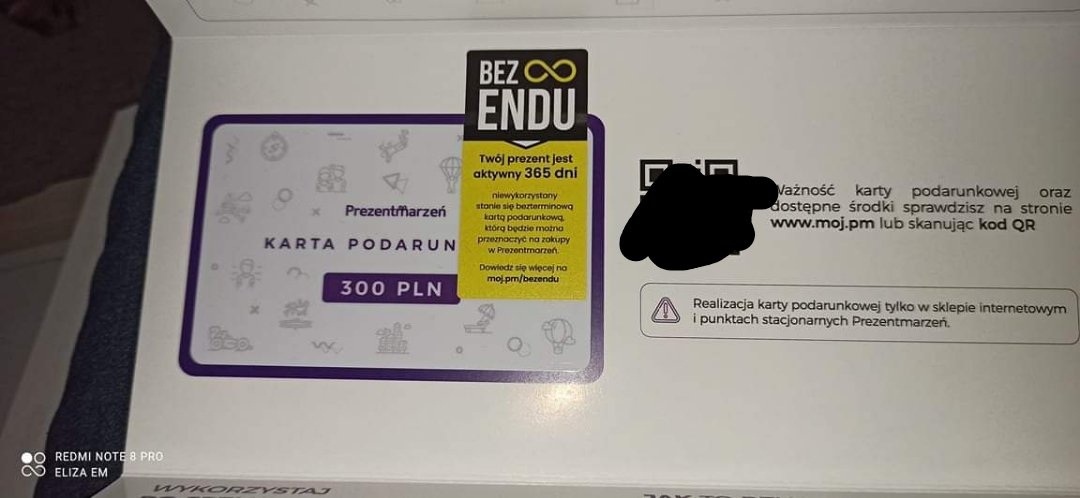 BEZ
ENDU
Twój prezent jest
aktywny 365 dni
niewykorzystany
stanie się bezterminową
kartą podarunkową,
którą będzie można
przeznaczyć na zakupy
w Prezentmarzeń.
Dowiedz się więcej na
moj.pm/bezendu
Prezentmarzeń
KARTA PODARUN
300 PLN
Ważność karty podarunkowej oraz
dostępne środki sprawdzisz na stronie
www.moj.pm lub skanując kod QR
Realizacja karty podarunkowej tylko w sklepie internetowym
i punktach stacjonarnych Prezentmarzeń.
REDMI NOTE 8 PRO
ELIZA EM
WYKORZYSTAJ